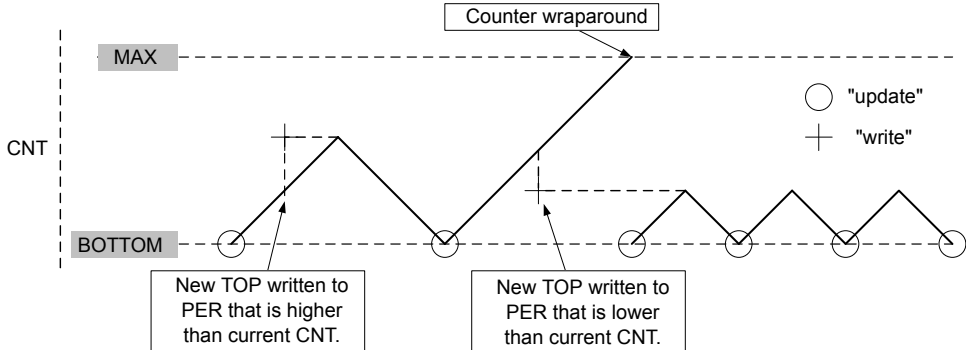 Counter wraparound
MAX
"update"
"write"
CNT
BOTTOM
New TOP written to
PER that is higher
than current CNT.
New TOP written to
PER that is lower
than current CNT.